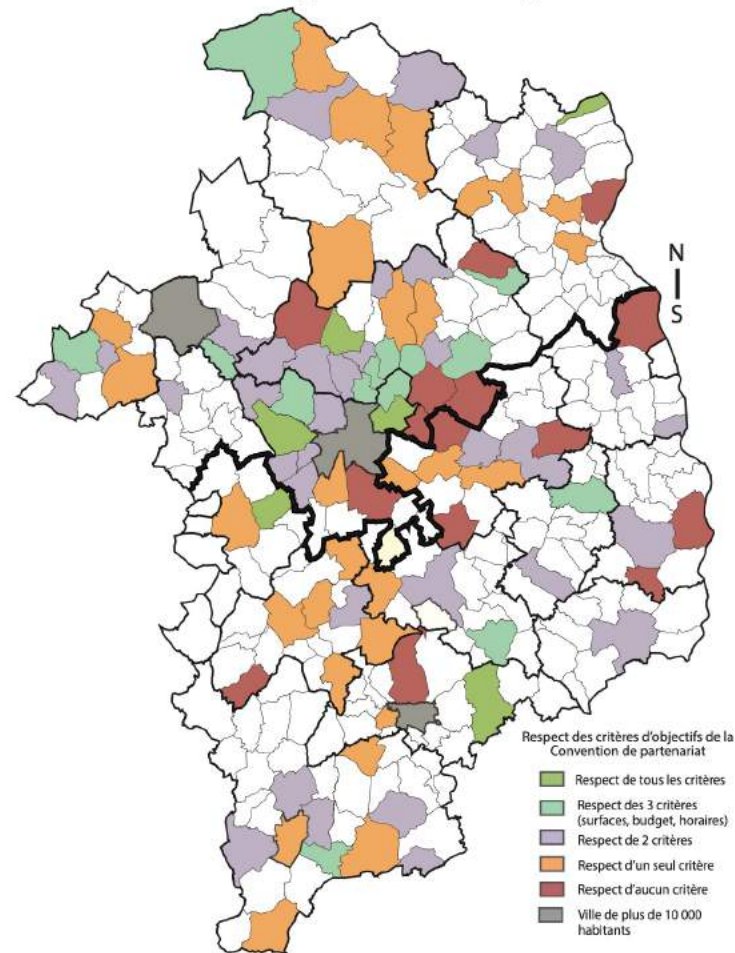 N
S
Respect des critères d'objectifs de la
Convention de partenariat
Respect de tous les critères
Respect des 3 critères
(surfaces, budget, horaires)
Respect de 2 critères
Respect d'un seul critère
Respect d'aucun critère
Ville de plus de 10 000
habitants